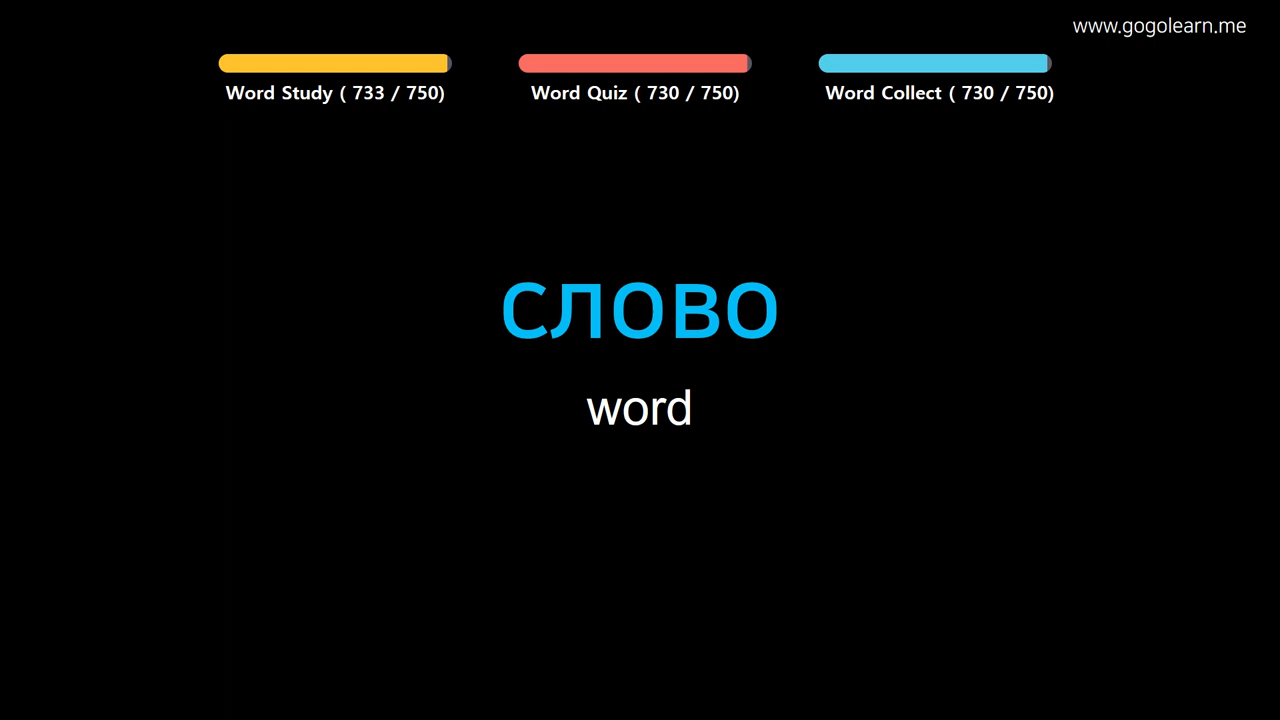 www.gogolearn.me
Word Study ( 733 / 750)
Word Quiz ( 730 / 750)
Word Collect ( 730 / 750)
слово
word